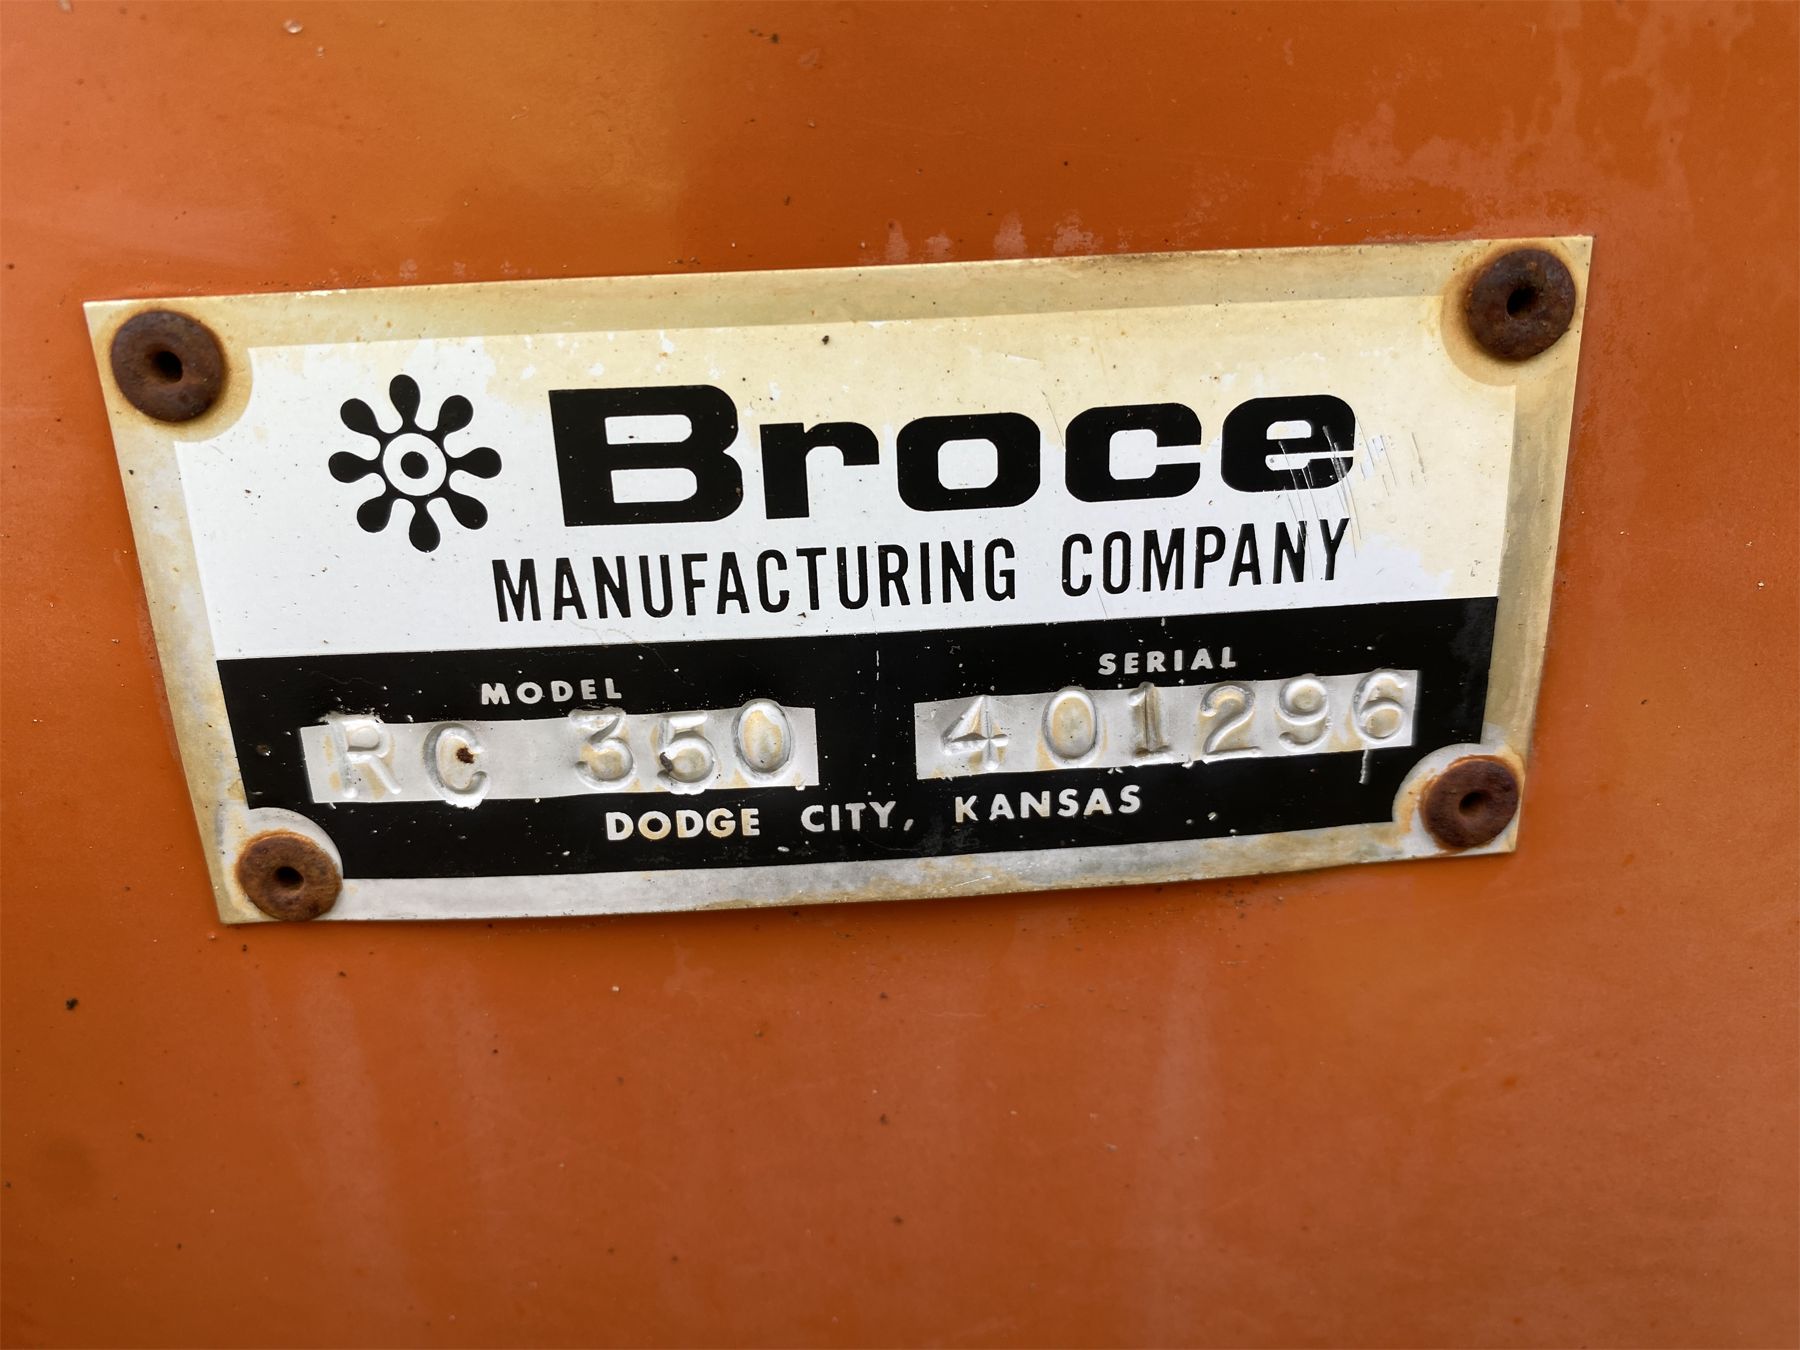 Broce
MANUFACTURING COMPANY
MODEL SERIAL
RC 350 401296
DODGE CITY, KANSAS